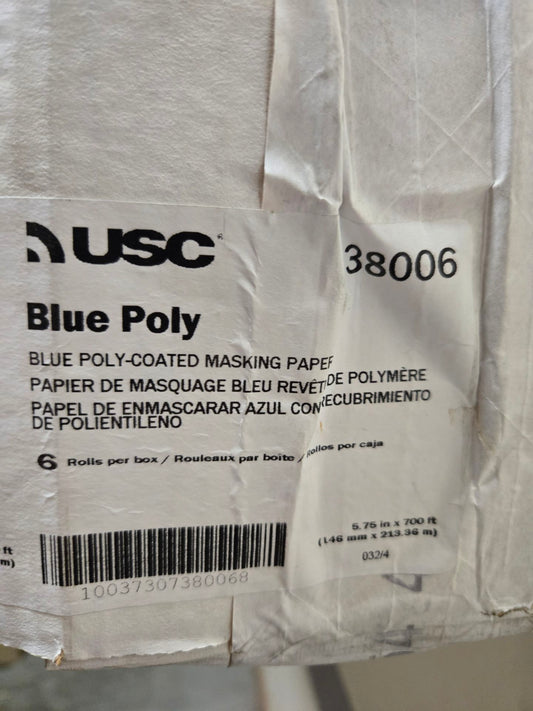 USC
38006
Blue Poly
BLUE POLY-COATED MASKING PAPER
PAPIER DE MASQUAGE BLEU REVÊT DE POLYMÈRE
PAPEL DE ENMASCARAR AZUL CON RECUBRIMIENTO
DE POLIENTILENO
6 Rolls per box / Rouleaux par boîte / Rollos por caja
5.75 in x 700 ft
(146 mm x 213.36 m)
032/4
ft
m)
10037307380068